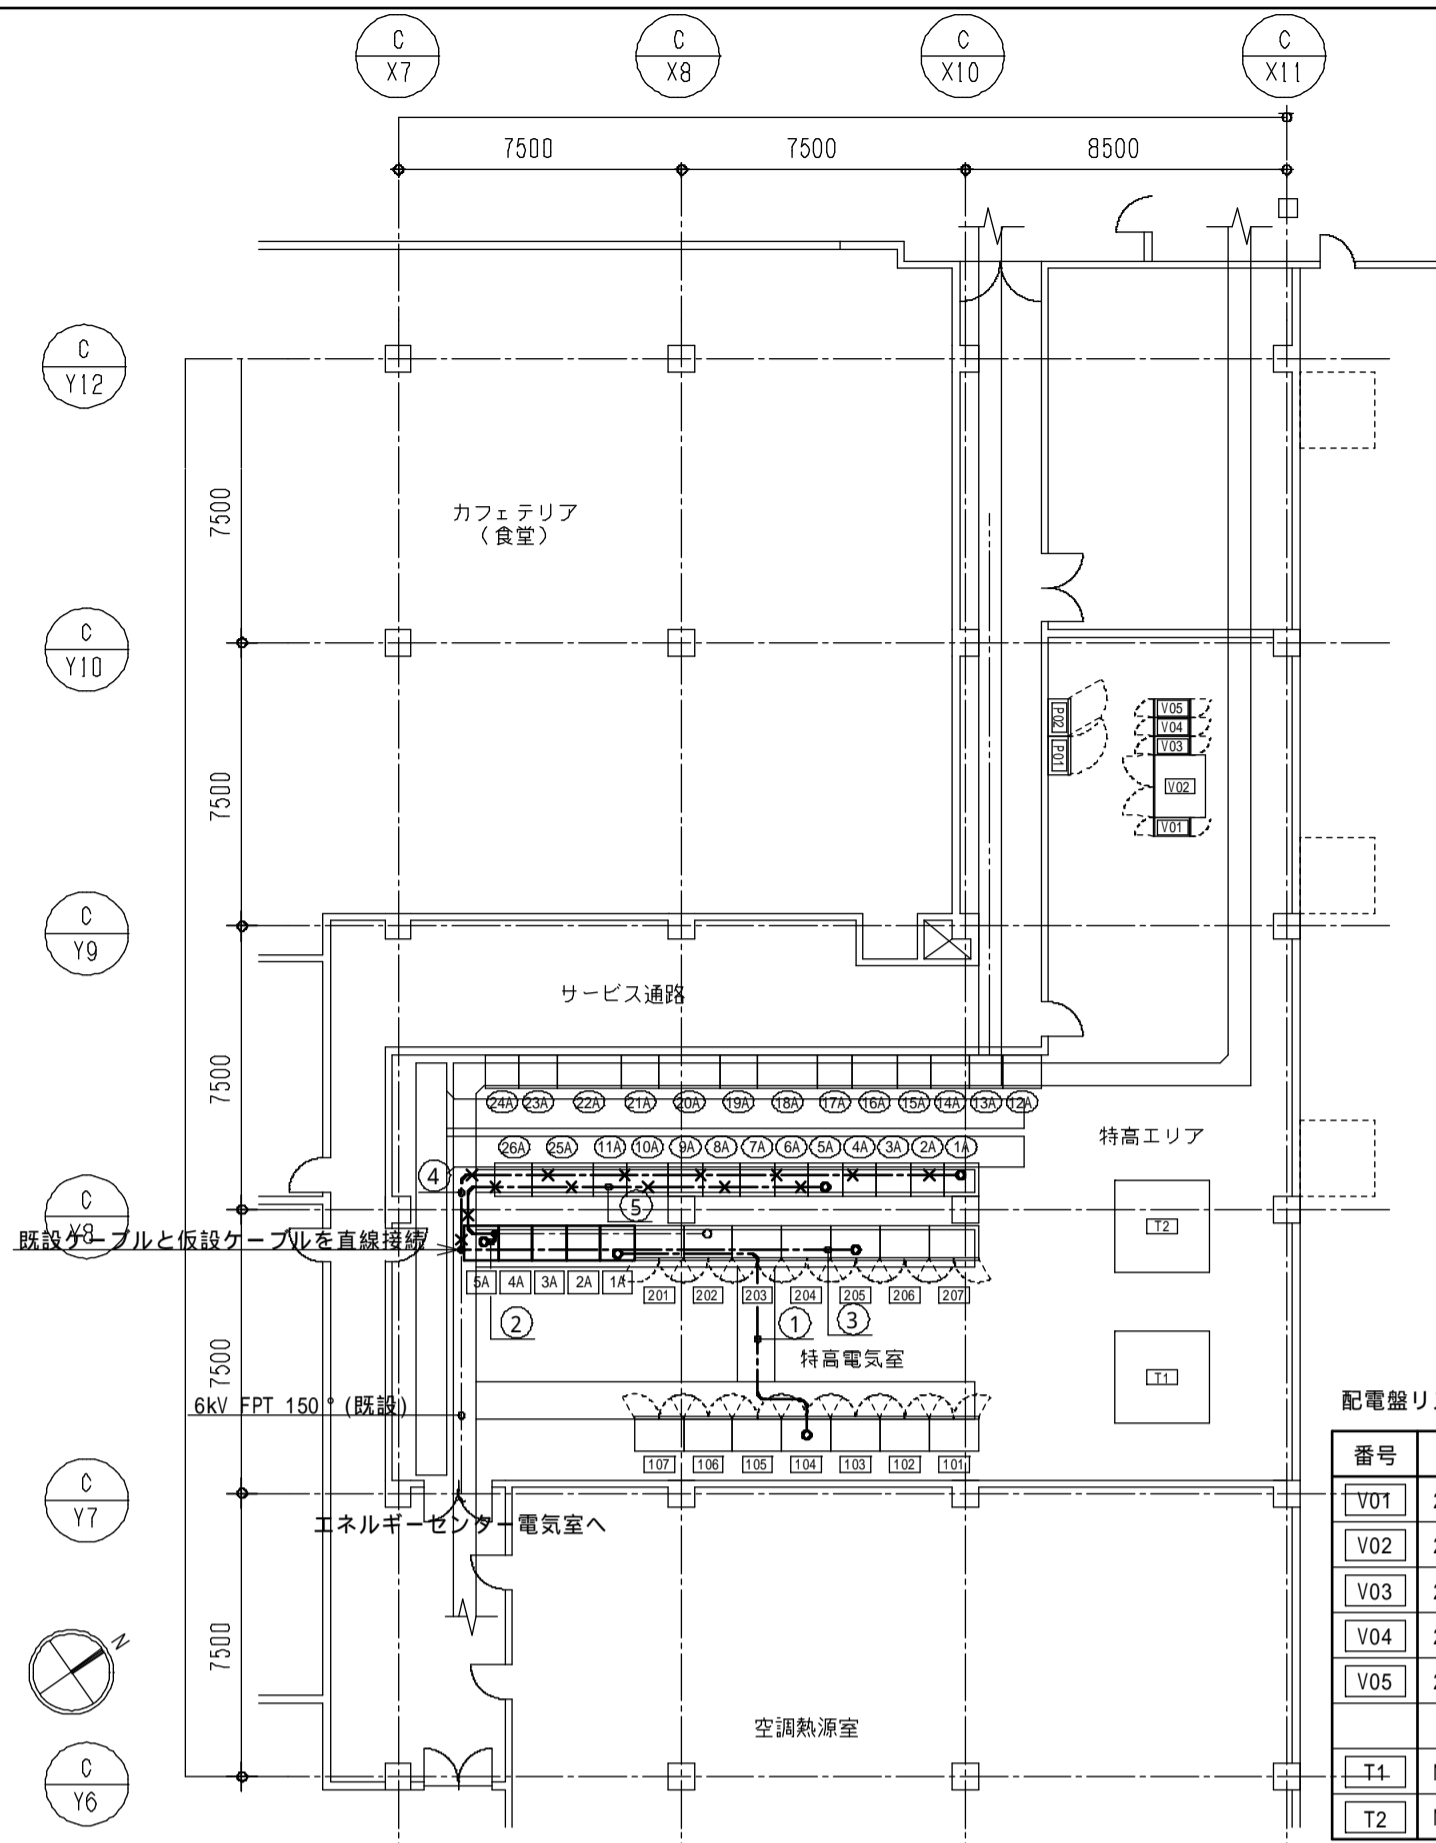 C
X7
C
X8
C
X10
C
X11
7500
7500
8500
C
Y12
7500
カフェテリア
（食堂）
C
Y10
P02
P01
V05
V04
V03
V02
V01
7500
C
Y9
サービス通路
7500
24A 23A 22A 21A 20A 19A 18A 17A 16A 15A 14A 13A 12A
特高エリア
26A 25A 11A 10A 9A 8A 7A 6A 5A 4A 3A 2A 1A
④
⑤
C
Y8
T2
既設ケーブルと仮設ケーブルを直線接続
5A 4A 3A 2A 1A
201 202 203 204 205 206 207
② ① ③
7500
特高電気室
T1
6kV FPT 150°(既設)
107 106 105 104 103 102 101
C
Y7
エネルギーセンター電気室へ
7500
N
空調熱源室
C
Y6
配電盤リ
番号
V01
V02
V03
V04
V05
T1
T2